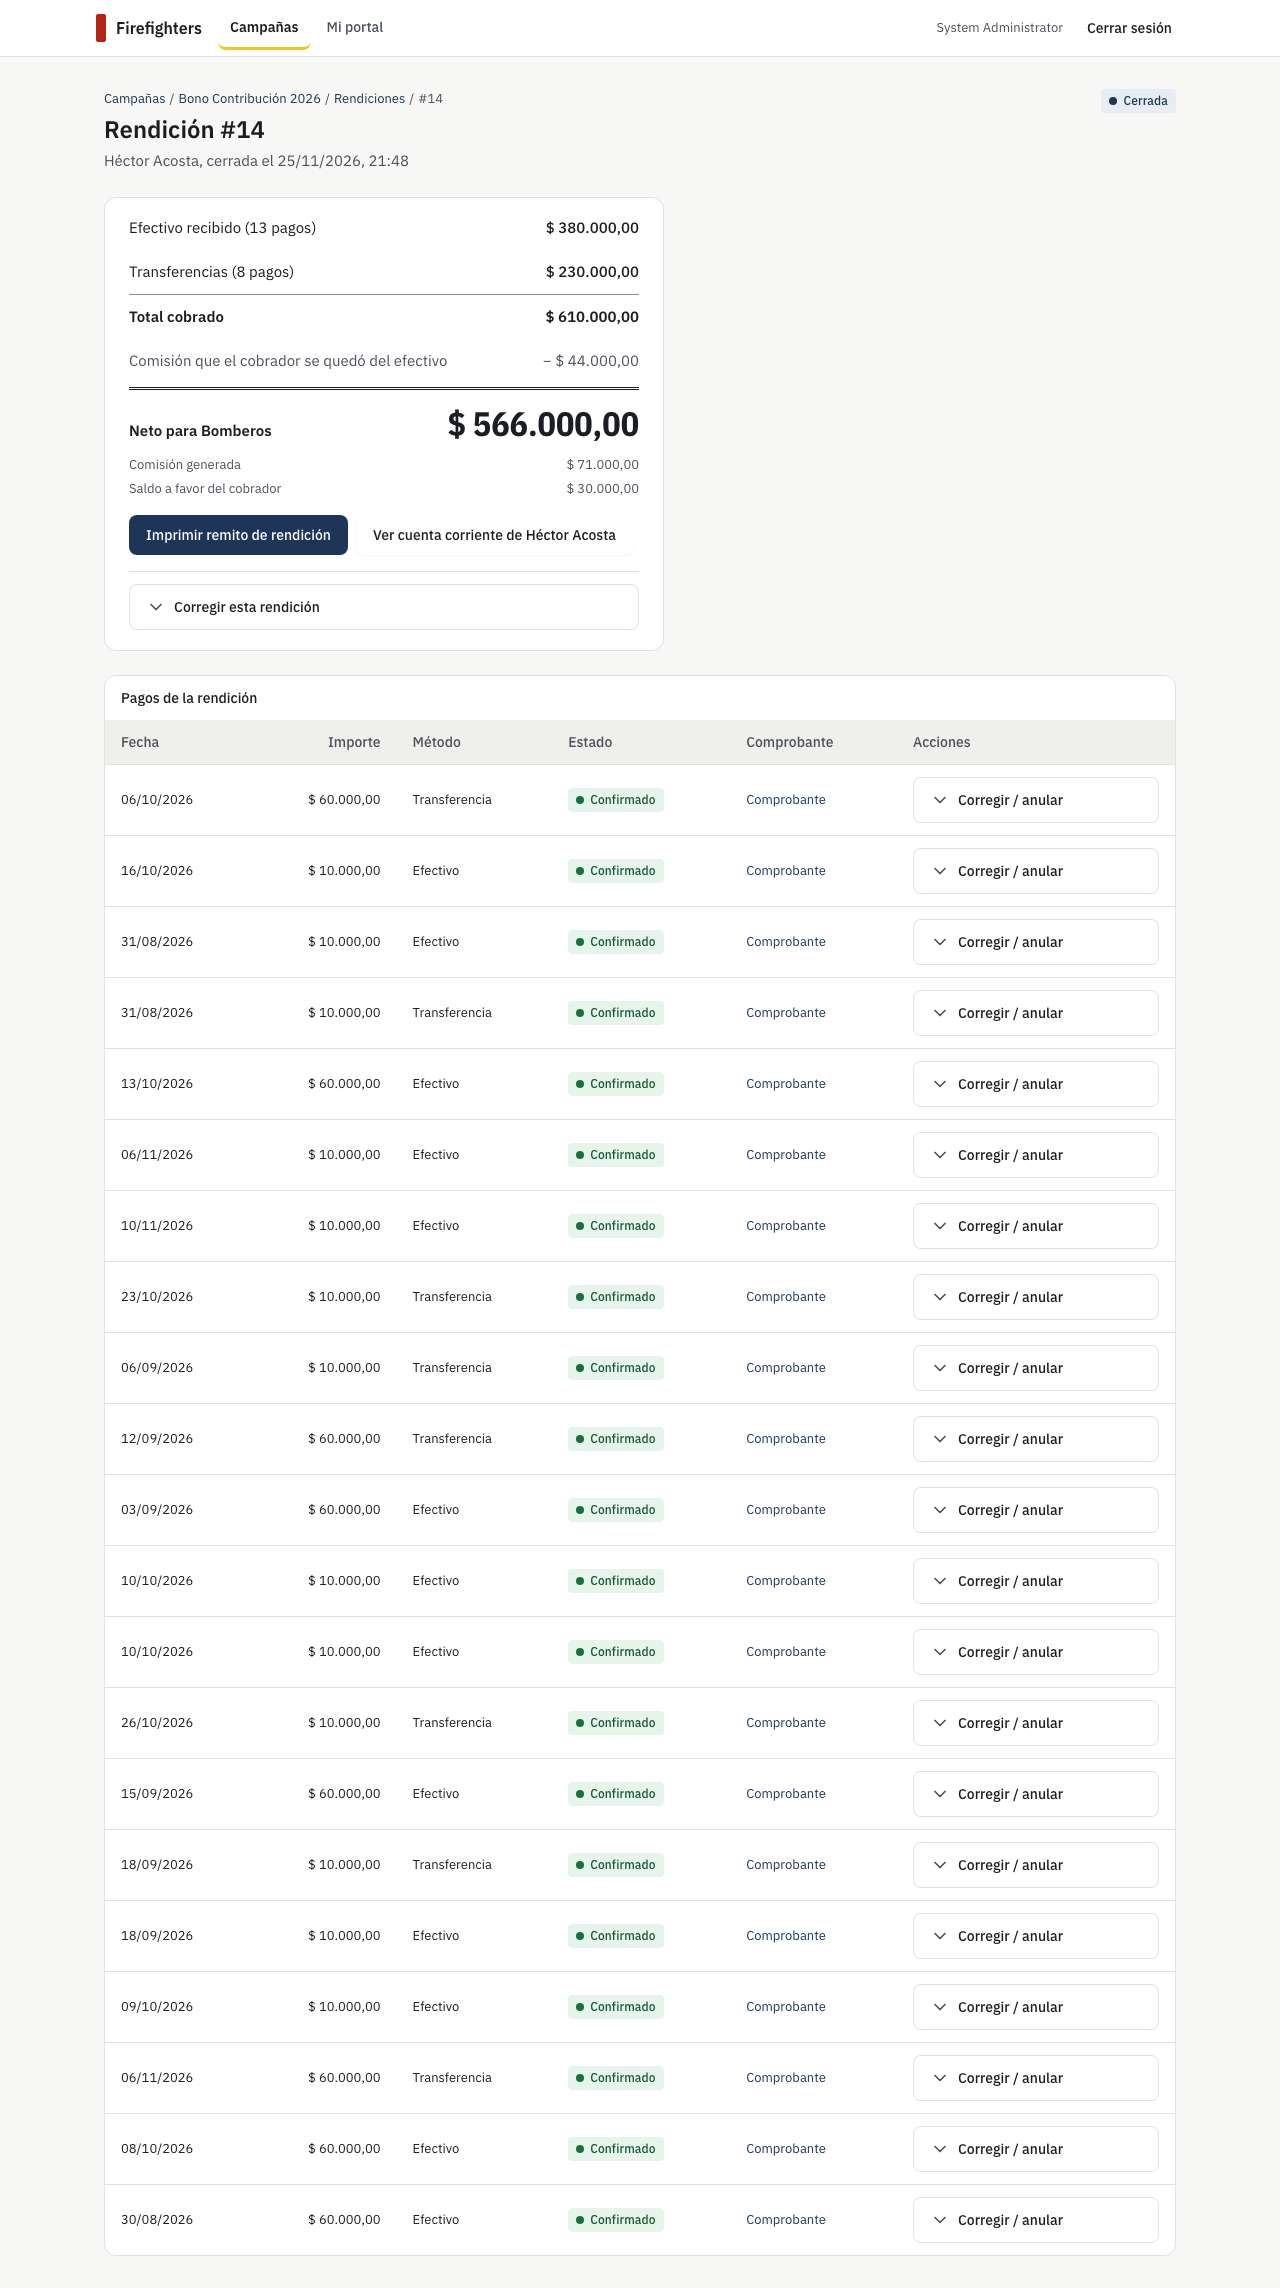 Firefighters Campañas Mi portal System Administrator Cerrar sesión
Campañas / Bono Contribución 2026 / Rendiciones / #14
Cerrada
Rendición #14
Héctor Acosta, cerrada el 25/11/2026, 21:48
Efectivo recibido (13 pagos) $ 380.000,00
Transferencias (8 pagos) $ 230.000,00
Total cobrado $ 610.000,00
Comisión que el cobrador se quedó del efectivo – $ 44.000,00
Neto para Bomberos $ 566.000,00
Comisión generada $ 71.000,00
Saldo a favor del cobrador $ 30.000,00
Imprimir remito de rendición Ver cuenta corriente de Héctor Acosta
Corregir esta rendición
Pagos de la rendición
Fecha Importe Método Estado Comprobante Acciones
06/10/2026 $ 60.000,00 Transferencia Confirmado Comprobante Corregir / anular
16/10/2026 $ 10.000,00 Efectivo Confirmado Comprobante Corregir / anular
31/08/2026 $ 10.000,00 Efectivo Confirmado Comprobante Corregir / anular
31/08/2026 $ 10.000,00 Transferencia Confirmado Comprobante Corregir / anular
13/10/2026 $ 60.000,00 Efectivo Confirmado Comprobante Corregir / anular
06/11/2026 $ 10.000,00 Efectivo Confirmado Comprobante Corregir / anular
10/11/2026 $ 10.000,00 Efectivo Confirmado Comprobante Corregir / anular
23/10/2026 $ 10.000,00 Transferencia Confirmado Comprobante Corregir / anular
06/09/2026 $ 10.000,00 Transferencia Confirmado Comprobante Corregir / anular
12/09/2026 $ 60.000,00 Transferencia Confirmado Comprobante Corregir / anular
03/09/2026 $ 60.000,00 Efectivo Confirmado Comprobante Corregir / anular
10/10/2026 $ 10.000,00 Efectivo Confirmado Comprobante Corregir / anular
10/10/2026 $ 10.000,00 Efectivo Confirmado Comprobante Corregir / anular
26/10/2026 $ 10.000,00 Transferencia Confirmado Comprobante Corregir / anular
15/09/2026 $ 60.000,00 Efectivo Confirmado Comprobante Corregir / anular
18/09/2026 $ 10.000,00 Transferencia Confirmado Comprobante Corregir / anular
18/09/2026 $ 10.000,00 Efectivo Confirmado Comprobante Corregir / anular
09/10/2026 $ 10.000,00 Efectivo Confirmado Comprobante Corregir / anular
06/11/2026 $ 60.000,00 Transferencia Confirmado Comprobante Corregir / anular
08/10/2026 $ 60.000,00 Efectivo Confirmado Comprobante Corregir / anular
30/08/2026 $ 60.000,00 Efectivo Confirmado Comprobante Corregir / anular